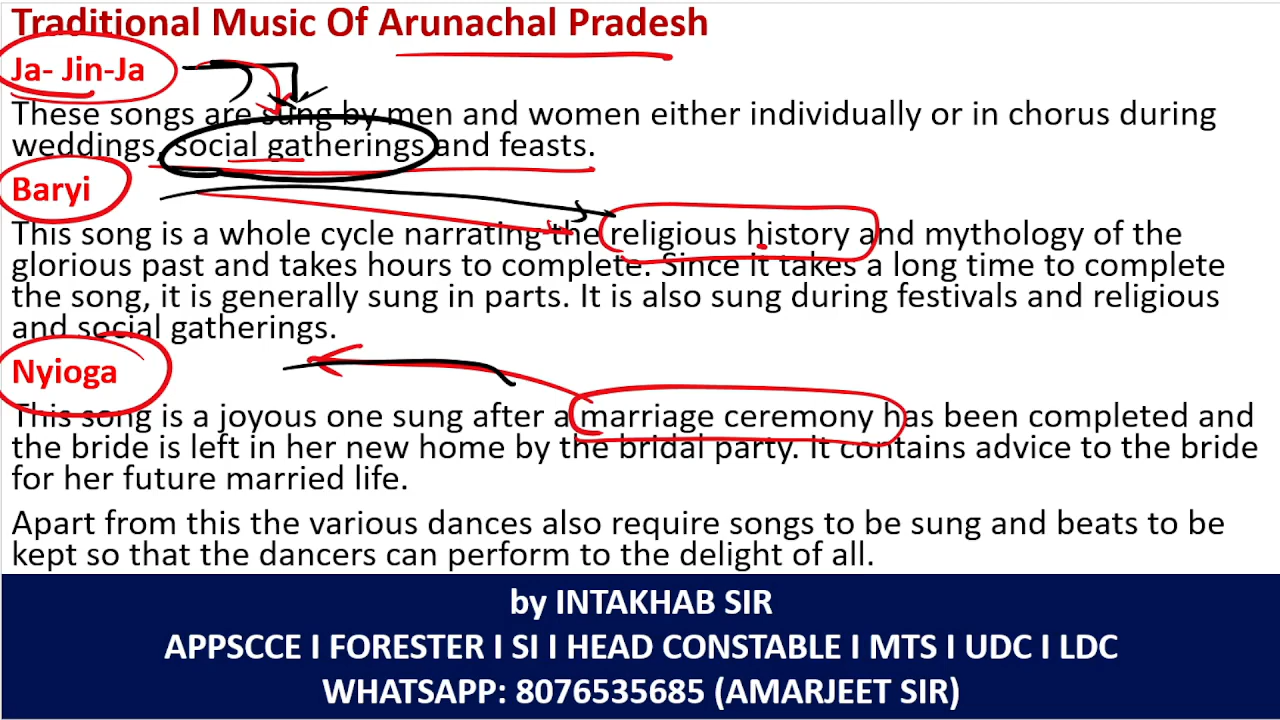 Traditional Music Of Arunachal Pradesh
Ja- Jin-Ja
These songs are sung by men and women either individually or in chorus during
weddings, social gatherings and feasts.
Baryi
This song is a whole cycle narrating the religious history and mythology of the
glorious past and takes hours to complete. Since it takes a long time to complete
the song, it is generally sung in parts. It is also sung during festivals and religious
and social gatherings.
Nyioga
This song is a joyous one sung after a marriage ceremony has been completed and
the bride is left in her new home by the bridal party. It contains advice to the bride
for her future married life.
Apart from this the various dances also require songs to be sung and beats to be
kept so that the dancers can perform to the delight of all.
by INTAKHAB SIR
APPSCCE I FORESTER I SI I HEAD CONSTABLE I MTS I UDC I LDC
WHATSAPP: 8076535685 (AMARJEET SIR)